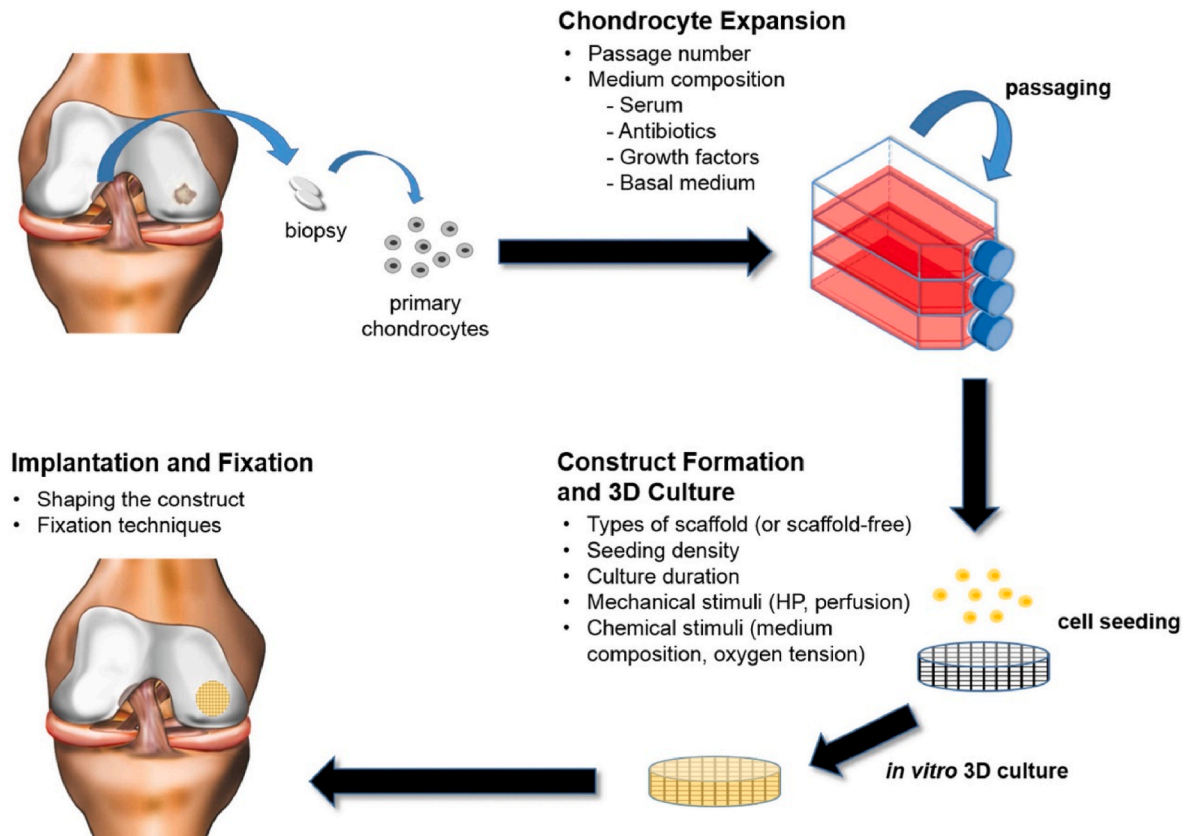 Chondrocyte Expansion
• Passage number
• Medium composition
- Serum
- Antibiotics
- Growth factors
- Basal medium
passaging
biopsy
primary
chondrocytes
Implantation and Fixation
• Shaping the construct
• Fixation techniques
Construct Formation
and 3D Culture
• Types of scaffold (or scaffold-free)
• Seeding density
• Culture duration
• Mechanical stimuli (HP, perfusion)
• Chemical stimuli (medium
composition, oxygen tension)
cell seeding
in vitro 3D culture